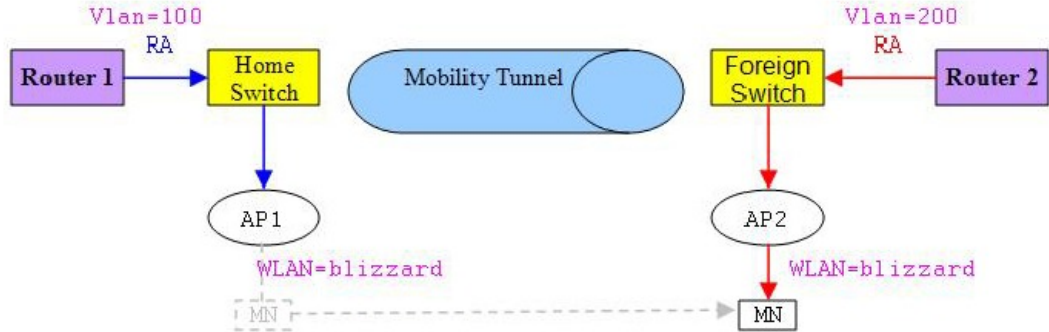 Vlan=100
Vlan=200
RA
RA
Router 1
Home
Switch
Mobility Tunnel
Foreign
Switch
Router 2
AP1
AP2
WLAN=blizzard
WLAN=blizzard
MN
MN